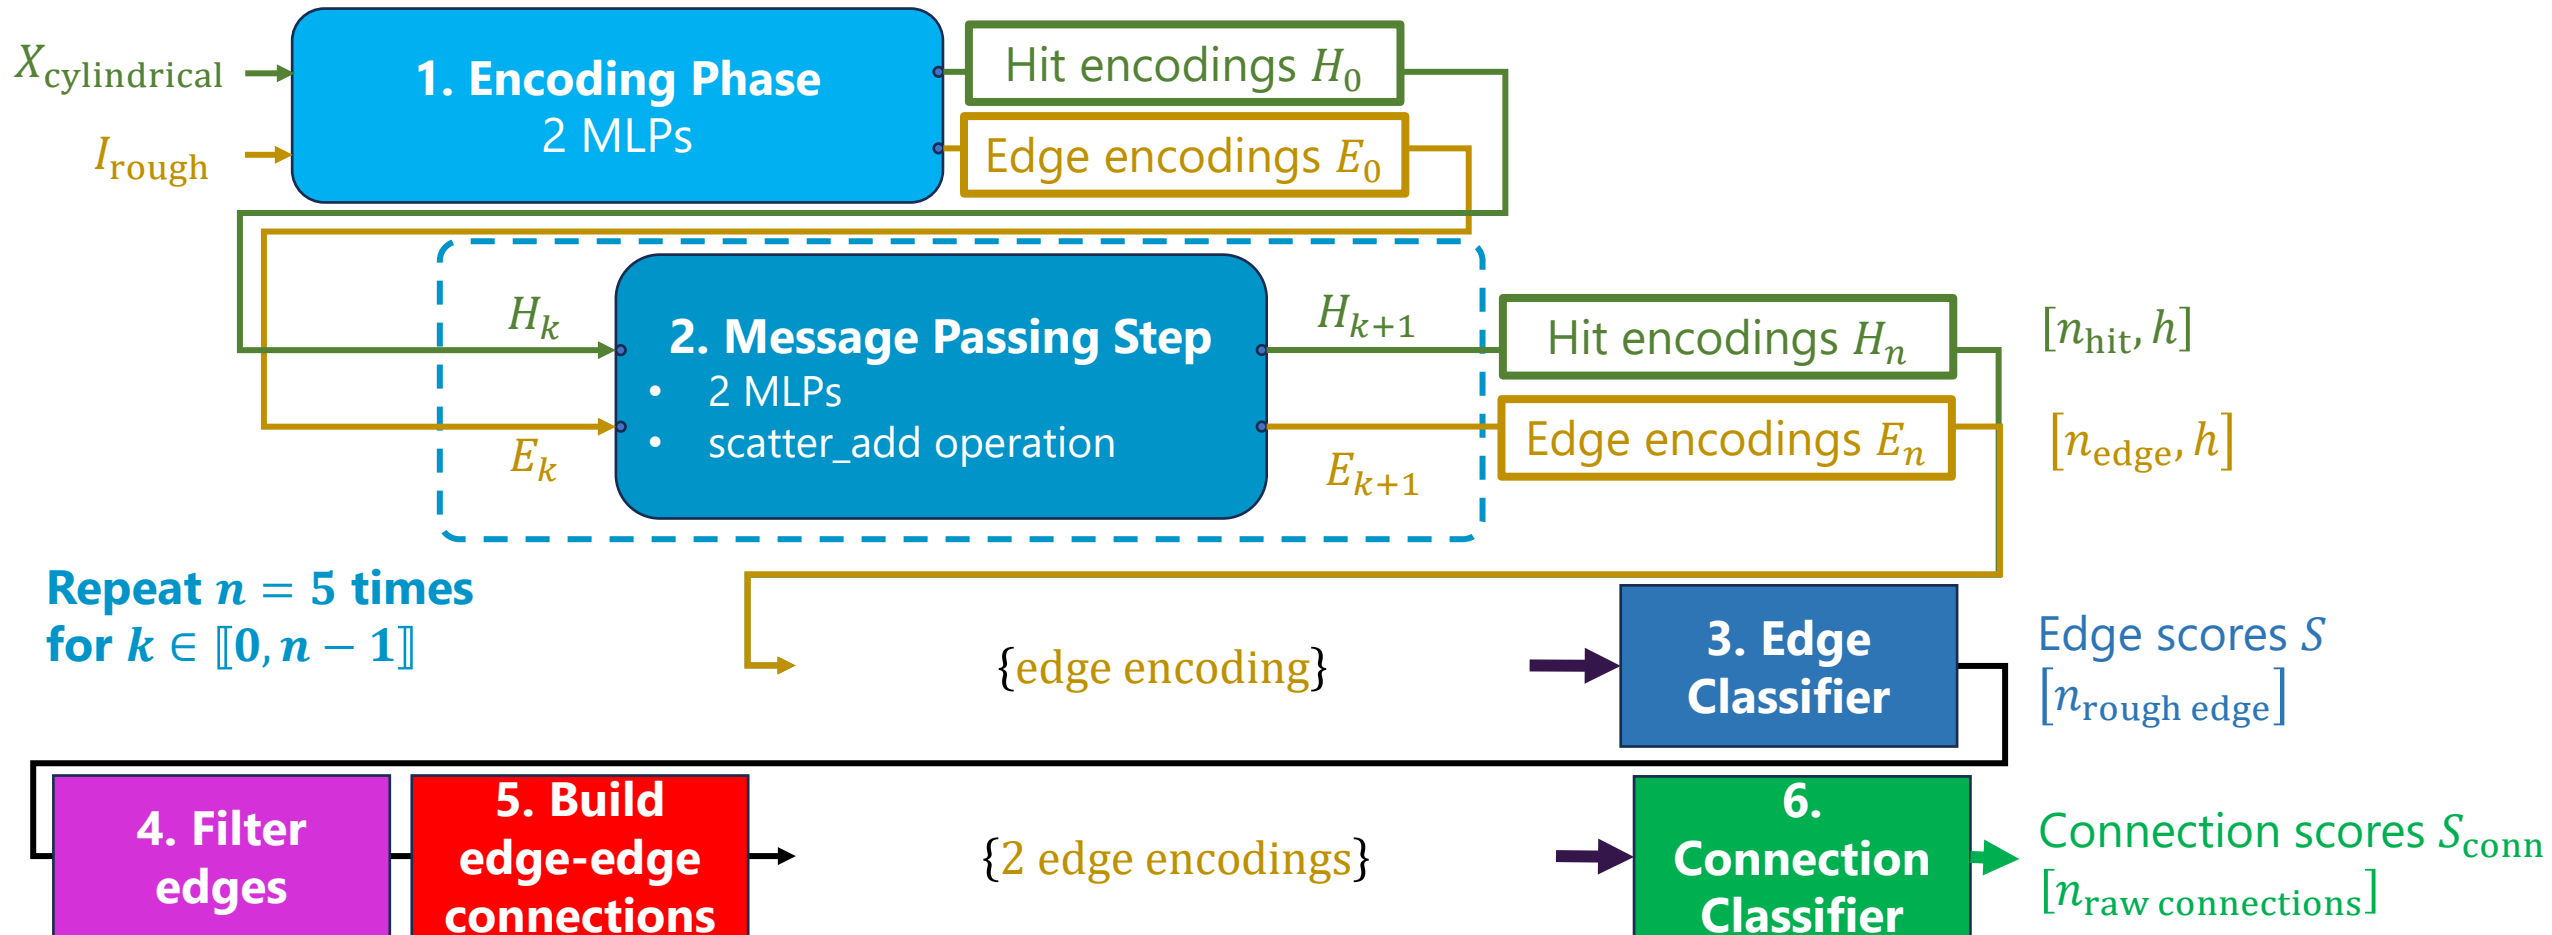 X_cylindrical
I_rough
1. Encoding Phase
2 MLPs
Hit encodings H_0
Edge encodings E_0
H_k
E_k
2. Message Passing Step
• 2 MLPs
• scatter_add operation
H_{k+1}
E_{k+1}
Hit encodings H_n
Edge encodings E_n
[n_hit, h]
[n_edge, h]
Repeat n = 5 times
for k ∈ ⟦0, n − 1⟧
{edge encoding}
3. Edge
Classifier
Edge scores S
[n_rough edge]
4. Filter
edges
5. Build
edge-edge
connections
{2 edge encodings}
6.
Connection
Classifier
Connection scores S_conn
[n_raw connections]